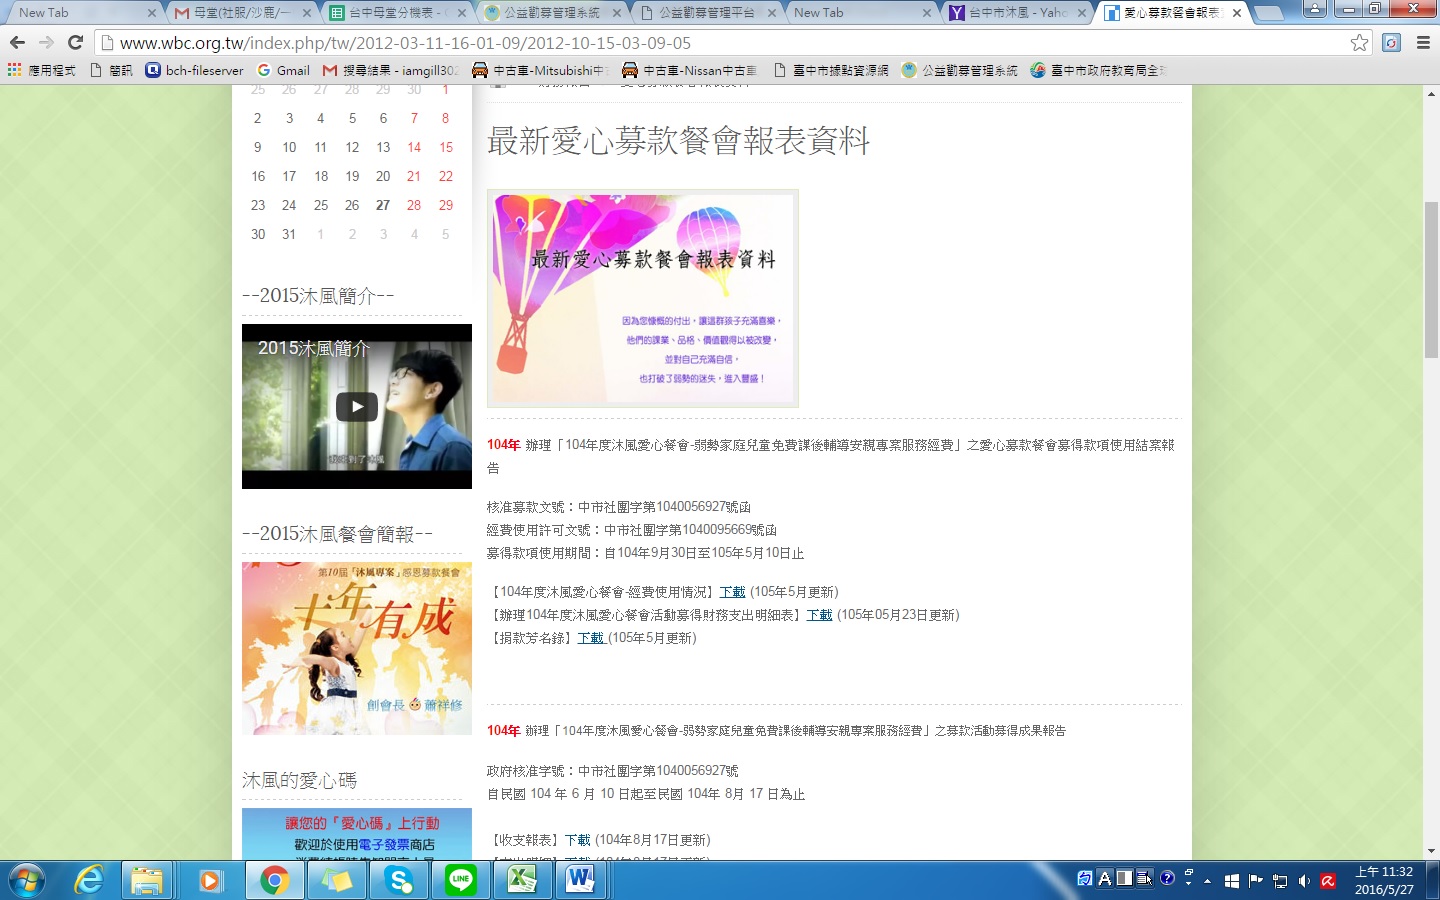 New Tab
母堂(社服/沙鹿/一
台中母堂分機表 - G
公益勸募管理系統
公益勸募管理平台
New Tab
台中市沐風 - Yaho
愛心募款餐會報表資
www.wbc.org.tw/index.php/tw/2012-03-11-16-01-09/2012-10-15-03-09-05
應用程式
簡訊
bch-fileserver
Gmail
搜尋結果 - iamgill302
中古車-Mitsubishi中古
中古車-Nissan中古車
臺中市據點資源網
公益勸募管理系統
臺中市政府教育局全球
25 26 27 28 29 30 1
2 3 4 5 6 7 8
9 10 11 12 13 14 15
16 17 18 19 20 21 22
23 24 25 26 27 28 29
30 31 1 2 3 4 5
--2015沐風簡介--
2015沐風簡介
--2015沐風餐會簡報--
第10屆「沐風專案」感恩募款餐會
十年有成
創會長 蕭祥修
沐風的愛心碼
讓您的『愛心碼』上行動
歡迎於使用電子發票商店
最新愛心募款餐會報表資料
最新愛心募款餐會報表資料
因為您慷慨的付出，讓這群孩子充滿喜樂，
他們的課業、品格、價值觀得以被改變，
並對自己充滿自信，
也打破了弱勢的迷失，進入豐盛！
104年 辦理「104年度沐風愛心餐會-弱勢家庭兒童免費課後輔導安親專案服務經費」之愛心募款餐會募得款項使用結案報
告
核准募款文號：中市社團字第1040056927號函
經費使用許可文號：中市社團字第1040095669號函
募得款項使用期間：自104年9月30日至105年5月10日止
【104年度沐風愛心餐會-經費使用情況】下載 (105年5月更新)
【辦理104年度沐風愛心餐會活動募得財務支出明細表】下載 (105年05月23日更新)
【捐款芳名錄】下載 (105年5月更新)
104年 辦理「104年度沐風愛心餐會-弱勢家庭兒童免費課後輔導安親專案服務經費」之募款活動募得成果報告
政府核准字號：中市社團字第1040056927號
自民國 104 年 6 月 10 日起至民國 104年 8月 17 日為止
【收支報表】下載 (104年8月17日更新)
上午 11:32
2016/5/27